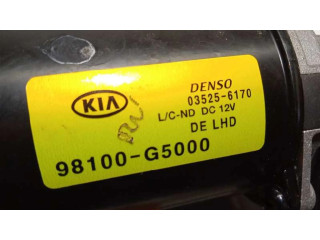 KIA
DENSO
03525-6170
L/C-ND DC 12V
DE LHD
98100-G5000